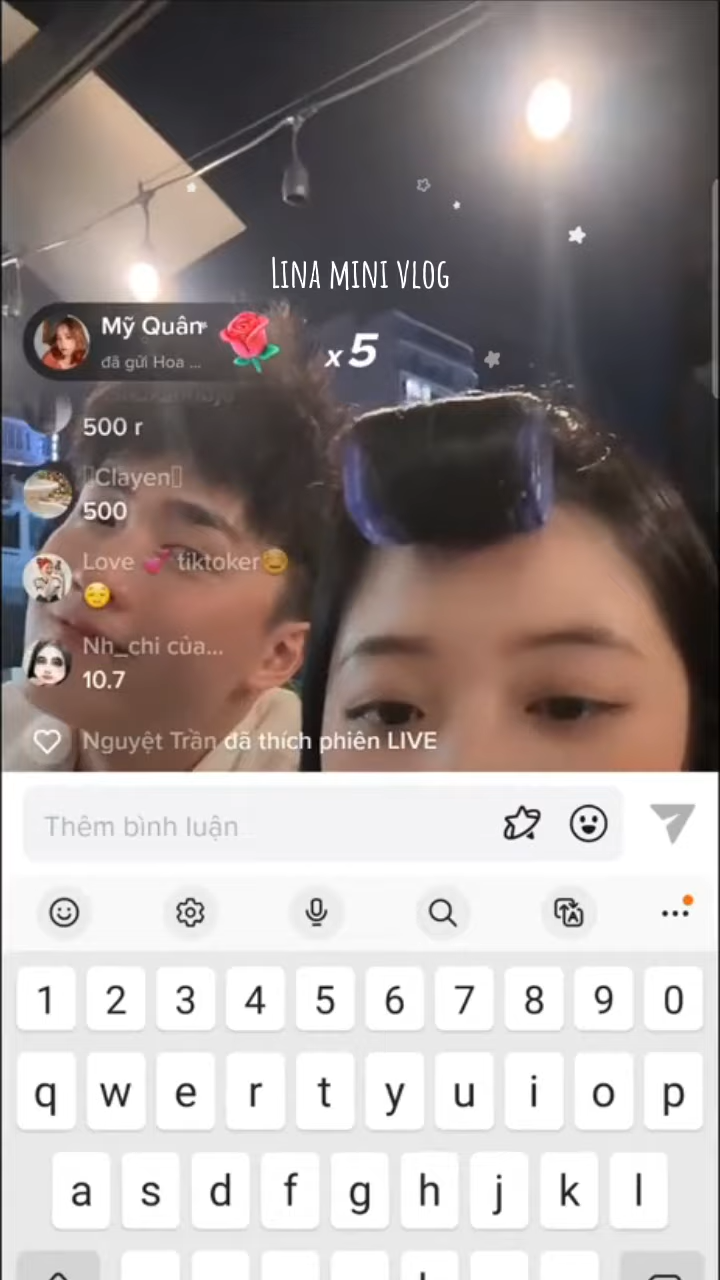 LINA MINI VLOG
Mỹ Quân
đã gửi Hoa ...
x5
500 r
Clayen
500
Love 💕 tiktoker😊
😌
Nh_chi của...
10.7
Nguyệt Trần đã thích phiên LIVE
Thêm bình luận
1 2 3 4 5 6 7 8 9 0
q w e r t y u i o p
a s d f g h j k l